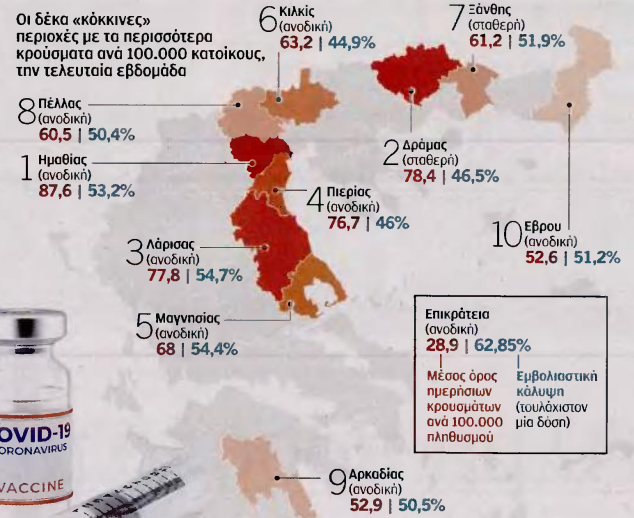 Οι δέκα «κόκκινες»
περιοχές με τα περισσότερα
κρούσματα ανά 100.000 κατοίκους,
την τελευταία εβδομάδα
6 Κιλκίς
(ανοδική)
63,2 | 44,9%
7 Ξάνθης
(σταθερή)
61,2 | 51,9%
8 Πέλλας
(ανοδική)
60,5 | 50,4%
1 Ημαθίας
(ανοδική)
87,6 | 53,2%
2 Δράμας
(σταθερή)
78,4 | 46,5%
4 Πιερίας
(ανοδική)
76,7 | 46%
10 Εβρου
(ανοδική)
52,6 | 51,2%
3 Λάρισας
(ανοδική)
77,8 | 54,7%
5 Μαγνησίας
(ανοδική)
68 | 54,4%
Επικράτεια
(ανοδική)
28,9 | 62,85%
Μέσος όρος
ημερήσιων
κρουσμάτων
ανά 100.000
πληθυσμού
Εμβολιαστική
κάλυψη
(τουλάχιστον
μία δόση)
OVID-19
ORONAVIRUS
VACCINE
9 Αρκαδίας
(ανοδική)
52,9 | 50,5%